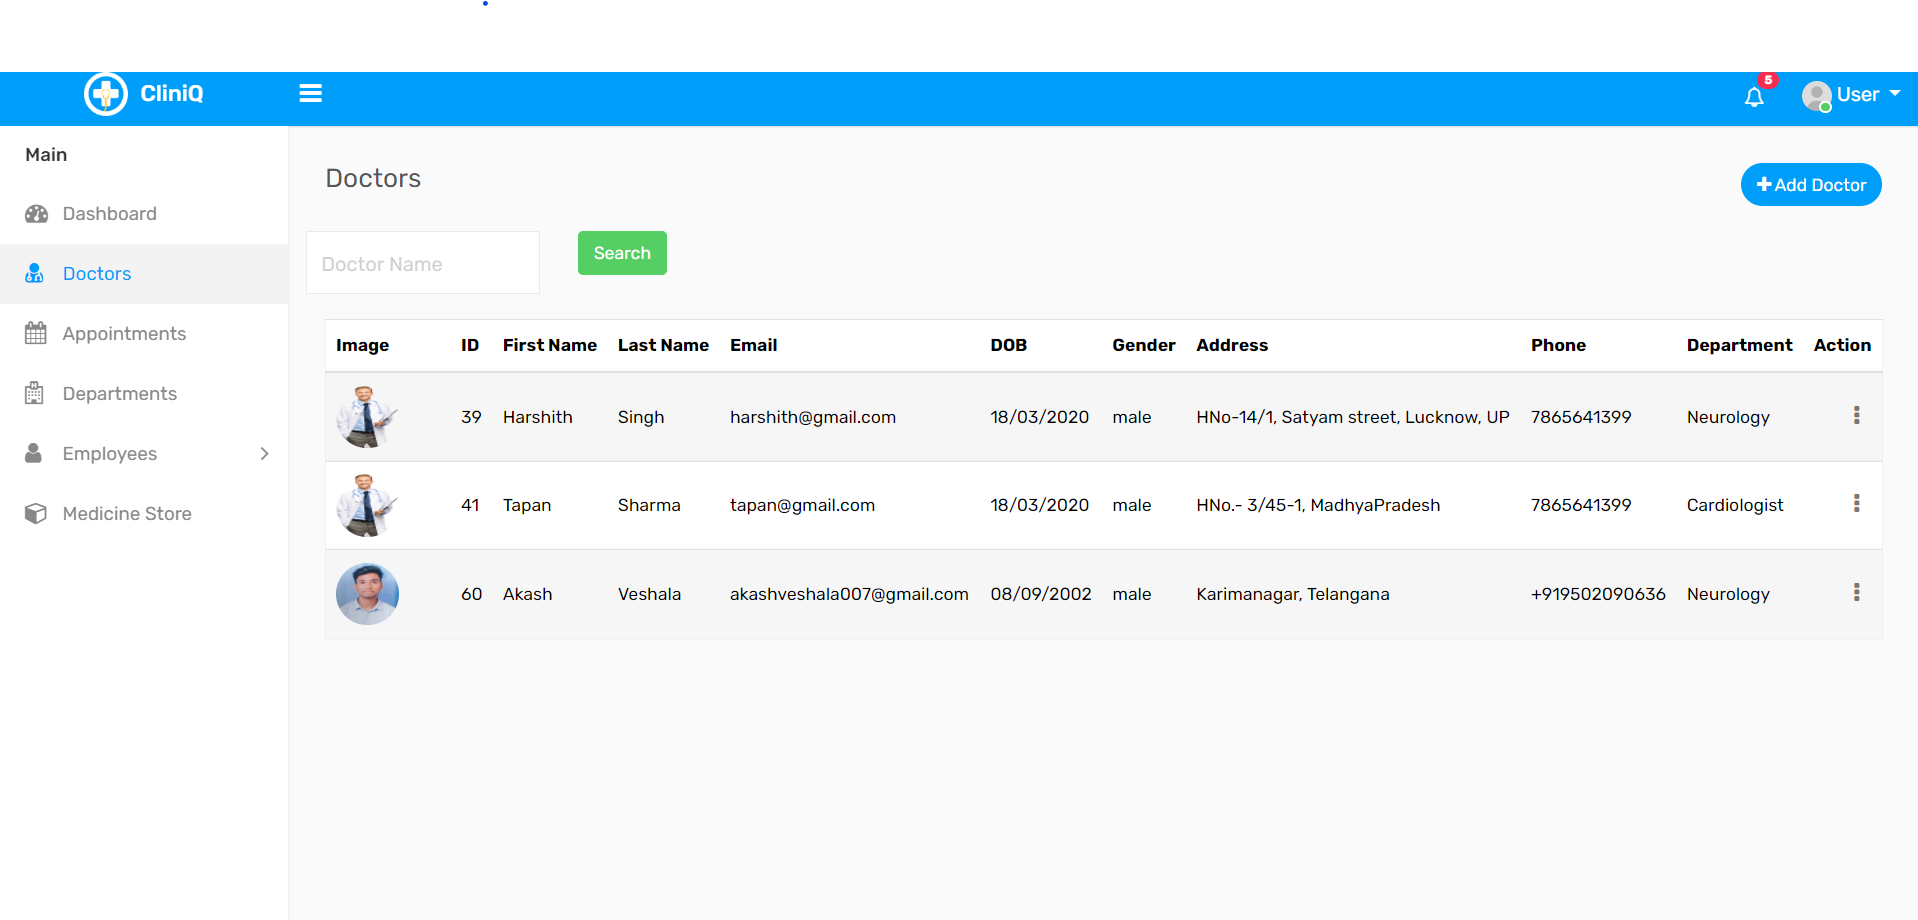 CliniQ
5
User
Main
Dashboard
Doctors
Appointments
Departments
Employees
Medicine Store
Doctors
Add Doctor
Doctor Name
Search
Image ID First Name Last Name Email DOB Gender Address Phone Department Action
39 Harshith Singh harshith@gmail.com 18/03/2020 male HNo-14/1, Satyam street, Lucknow, UP 7865641399 Neurology
41 Tapan Sharma tapan@gmail.com 18/03/2020 male HNo.- 3/45-1, MadhyaPradesh 7865641399 Cardiologist
60 Akash Veshala akashveshala007@gmail.com 08/09/2002 male Karimanagar, Telangana +919502090636 Neurology